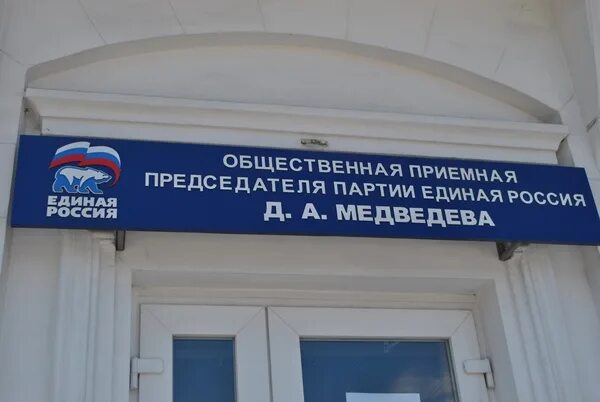 ЕДИНАЯ
РОССИЯ
ОБЩЕСТВЕННАЯ ПРИЕМНАЯ
ПРЕДСЕДАТЕЛЯ ПАРТИИ ЕДИНАЯ РОССИЯ
Д. А. МЕДВЕДЕВА